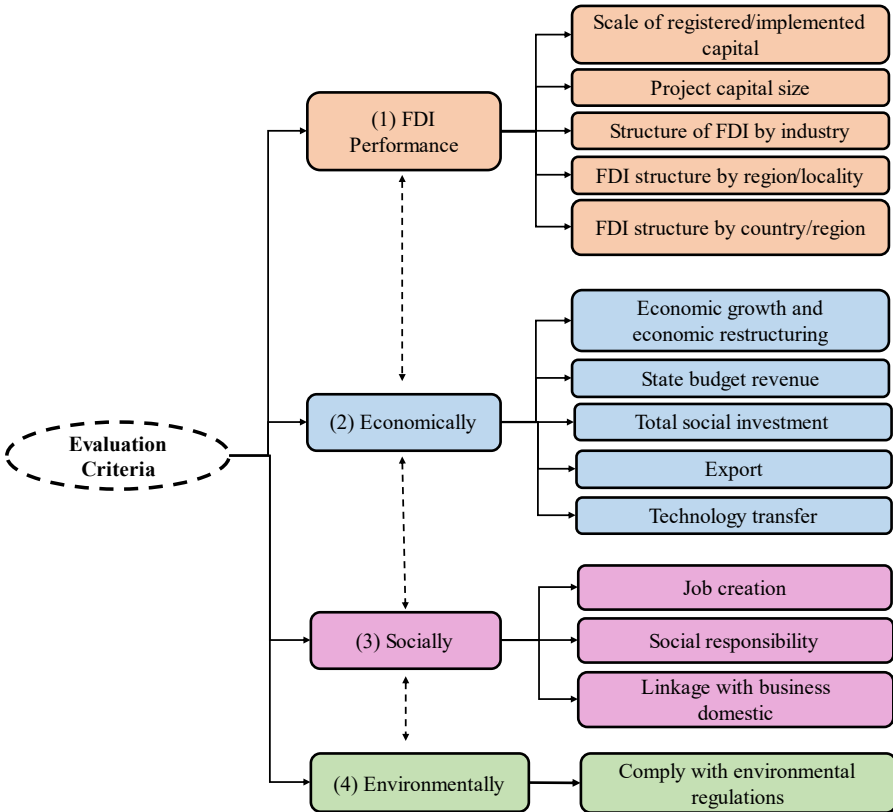 Evaluation
Criteria
(1) FDI
Performance
Scale of registered/implemented
capital
Project capital size
Structure of FDI by industry
FDI structure by region/locality
FDI structure by country/region
(2) Economically
Economic growth and
economic restructuring
State budget revenue
Total social investment
Export
Technology transfer
(3) Socially
Job creation
Social responsibility
Linkage with business
domestic
(4) Environmentally
Comply with environmental
regulations